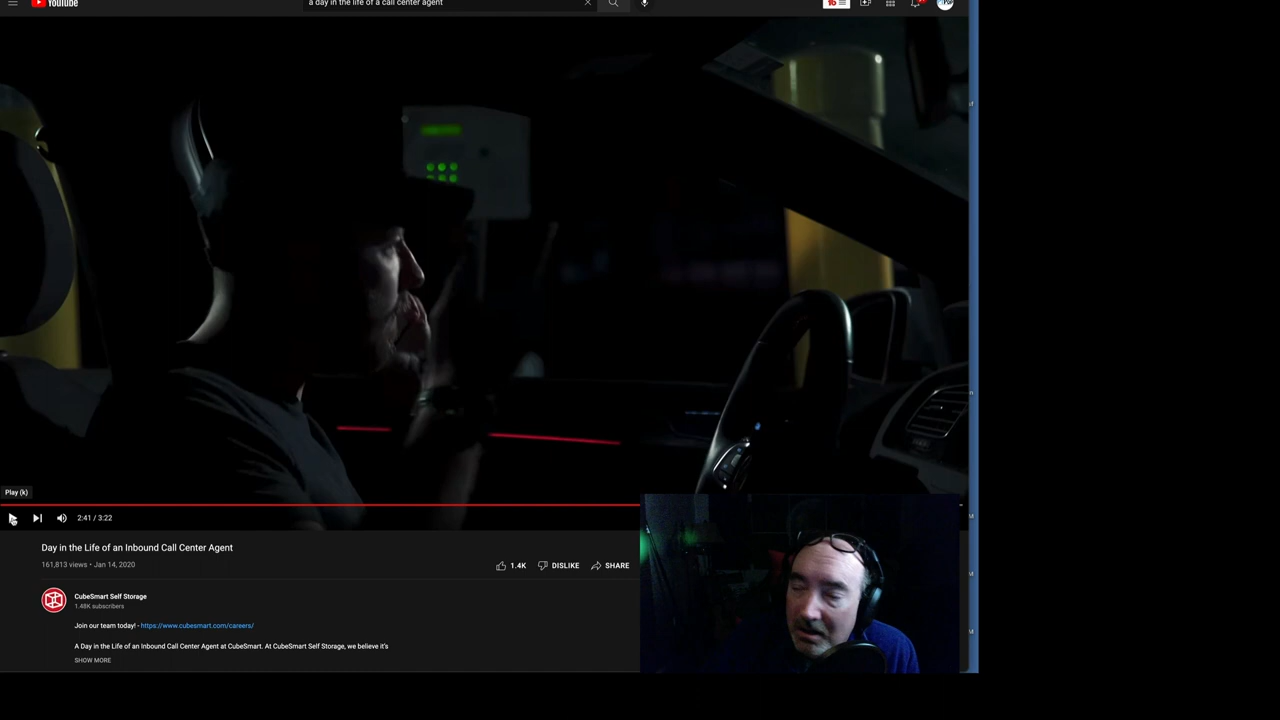 YOUTUBE
a day in the life of a call center agent
Play (k)
2:41 / 3:22
Day in the Life of an Inbound Call Center Agent
161,813 views • Jan 14, 2020
1.4K
DISLIKE
SHARE
CubeSmart Self Storage
1.48K subscribers
Join our team today! - https://www.cubesmart.com/careers/
A Day in the Life of an Inbound Call Center Agent at CubeSmart. At CubeSmart Self Storage, we believe it's
SHOW MORE